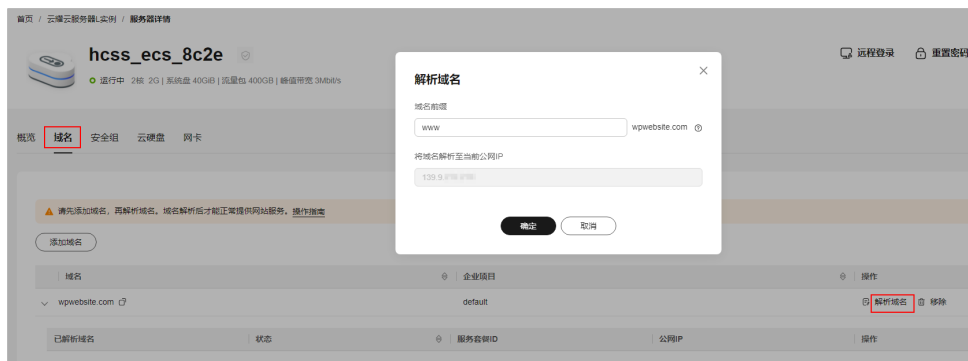 首页 / 云耀云服务器L实例 / 服务器详情
hcss_ecs_8c2e
运行中 2核 2G | 系统盘 40GiB | 流量包 400GB | 峰值带宽 3Mbit/s
远程登录 重置密码
概览 域名 安全组 云硬盘 网卡
解析域名
域名前缀
www wpwebsite.com
将域名解析至当前公网IP
139.9.
确定 取消
请先添加域名，再解析域名。域名解析后才能正常提供网站服务。操作指南
添加域名
域名 企业项目 操作
wpwebsite.com default 解析域名 移除
已解析域名 状态 服务套餐ID 公网IP 操作